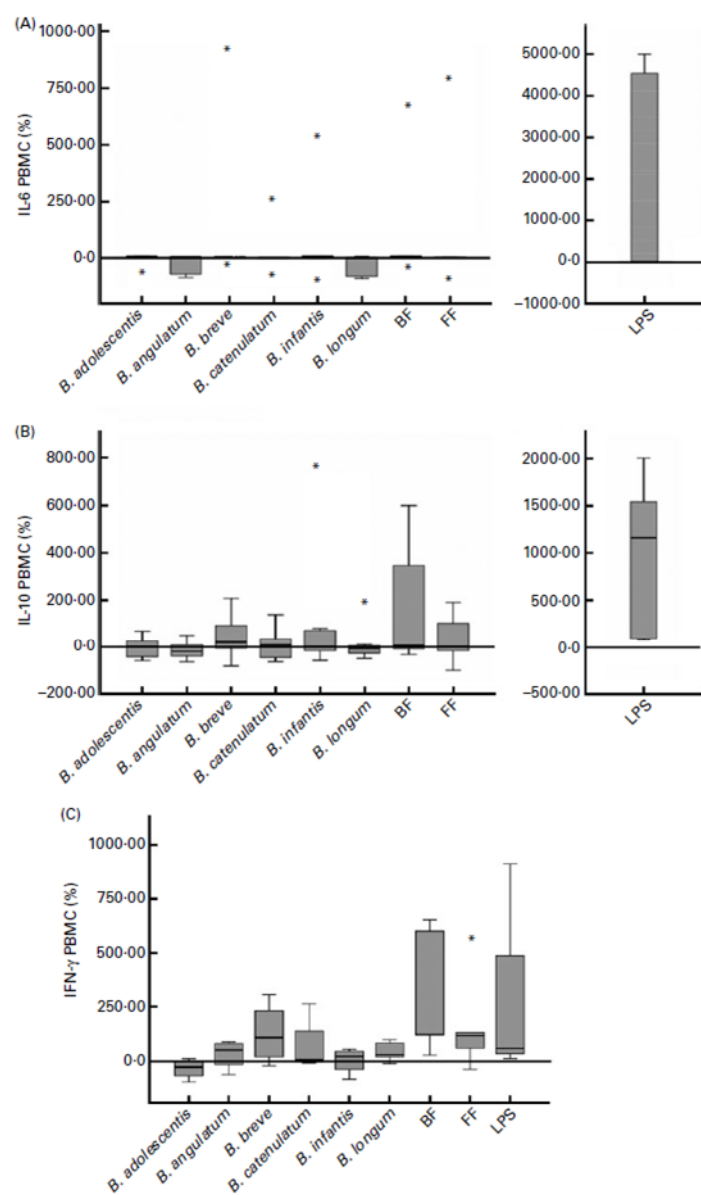 (A)
IL-6 PBMC (%)
1000·00
750·00
500·00
250·00
0·0
*
*
*
*
*
*
*
*
*
*
*
*
*
B. adolescentis
B. angulatum
B. breve
B. catenulatum
B. infantis
B. longum
BF
FF
5000·00
4000·00
3000·00
2000·00
1000·00
0·0
−1000·00
LPS
(B)
IL-10 PBMC (%)
800·00
600·00
400·00
200·00
0·0
−200·00
*
*
B. adolescentis
B. angulatum
B. breve
B. catenulatum
B. infantis
B. longum
BF
FF
2000·00
1500·00
1000·00
500·00
0·0
−500·00
LPS
(C)
IFN-γ PBMC (%)
1000·00
750·00
500·00
250·00
0·0
*
B. adolescentis
B. angulatum
B. breve
B. catenulatum
B. infantis
B. longum
BF
FF
LPS